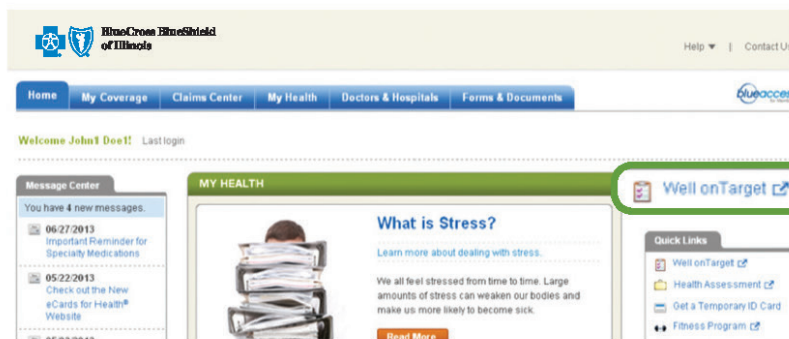 BlueCross BlueShield
of Illinois
Help ▼ | Contact U
Home My Coverage Claims Center My Health Doctors & Hospitals Forms & Documents
blueacces
Welcome John1 Doe1! Last login
Message Center
You have 4 new messages.
06/27/2013
Important Reminder for
Specialty Medications
05/22/2013
Check out the New
eCards for Health®
Website
MY HEALTH
What is Stress?
Learn more about dealing with stress.
We all feel stressed from time to time. Large
amounts of stress can weaken our bodies and
make us more likely to become sick.
Read More
Well onTarget
Quick Links
Well onTarget
Health Assessment
Get a Temporary ID Card
Fitness Program